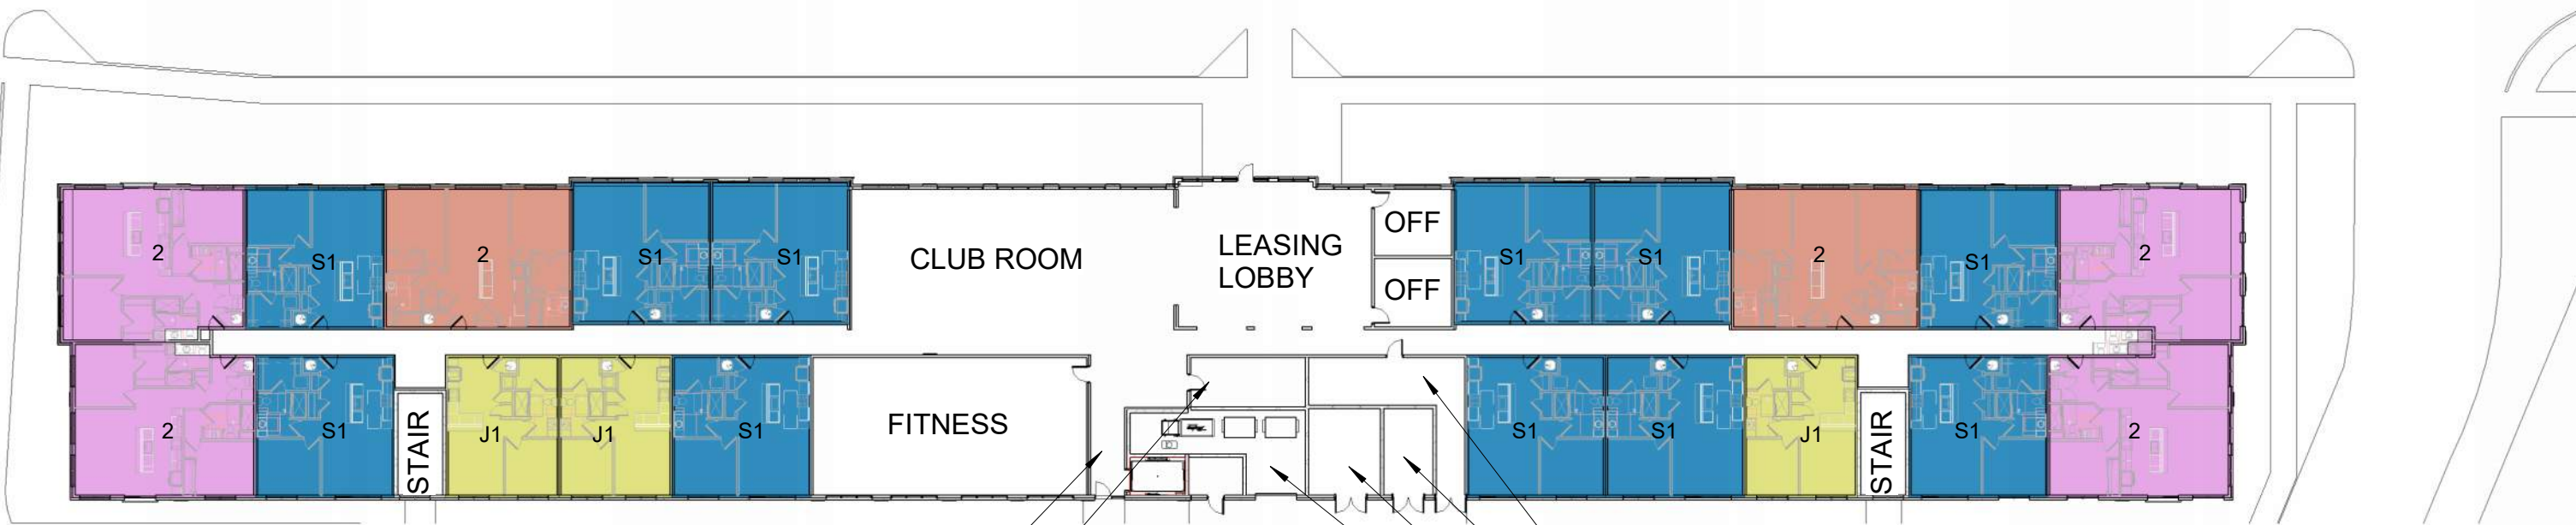 2
S1
2
S1
S1
CLUB ROOM
LEASING
LOBBY
OFF
OFF
S1
S1
2
S1
2
2
S1
STAIR
J1
J1
S1
FITNESS
S1
S1
J1
STAIR
S1
2